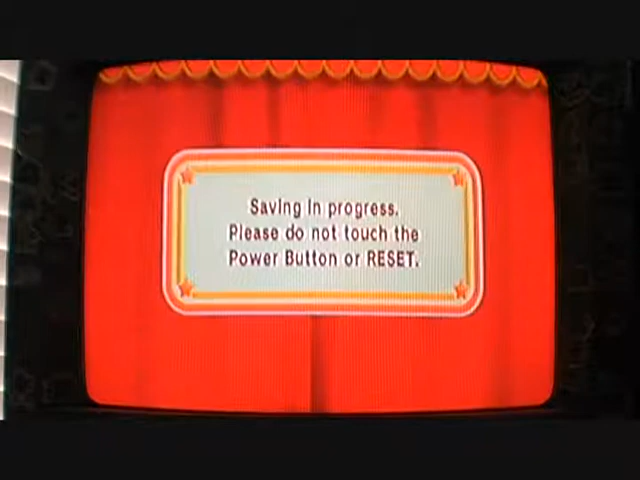 Saving in progress.
Please do not touch the
Power Button or RESET.